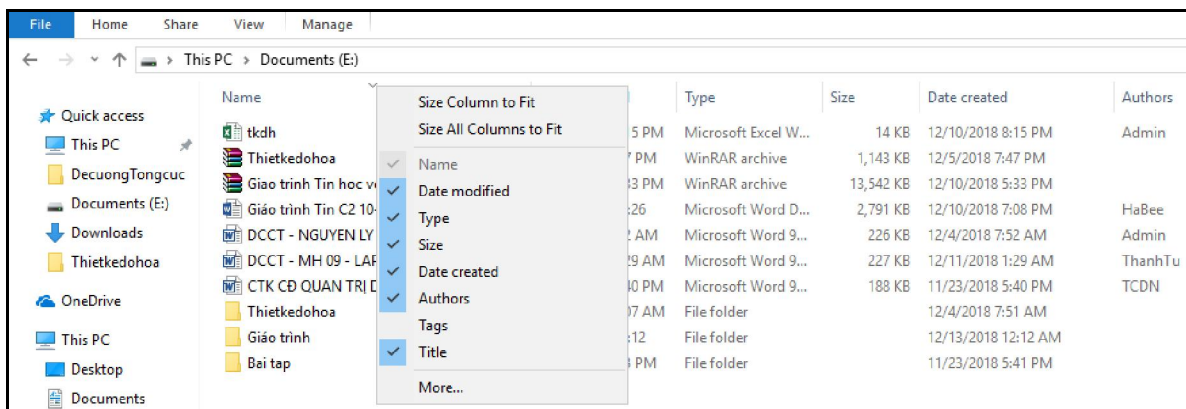 File Home Share View Manage
This PC > Documents (E:)
Name Type Size Date created Authors
Quick access
This PC
DecuongTongcuc
Documents (E:)
Downloads
Thietkedohoa
OneDrive
This PC
Desktop
Documents
tkdh 5 PM Microsoft Excel W... 14 KB 12/10/2018 8:15 PM Admin
Thietkedohoa 7 PM WinRAR archive 1,143 KB 12/5/2018 7:47 PM
Giao trinh Tin hoc v 33 PM WinRAR archive 13,542 KB 12/10/2018 5:33 PM
Giáo trình Tin C2 10- :26 Microsoft Word D... 2,791 KB 12/10/2018 7:08 PM HaBee
DCCT - NGUYEN LY AM Microsoft Word 9... 226 KB 12/4/2018 7:52 AM Admin
DCCT - MH 09 - LAP 29 AM Microsoft Word 9... 227 KB 12/11/2018 1:29 AM ThanhTu
CTK CĐ QUAN TRỊ 40 PM Microsoft Word 9... 188 KB 11/23/2018 5:40 PM TCDN
Thietkedohoa 07 AM File folder 12/4/2018 7:51 AM
Giáo trình :12 File folder 12/13/2018 12:12 AM
Bai tap PM File folder 11/23/2018 5:41 PM
Size Column to Fit
Size All Columns to Fit
Name
Date modified
Type
Size
Date created
Authors
Tags
Title
More...